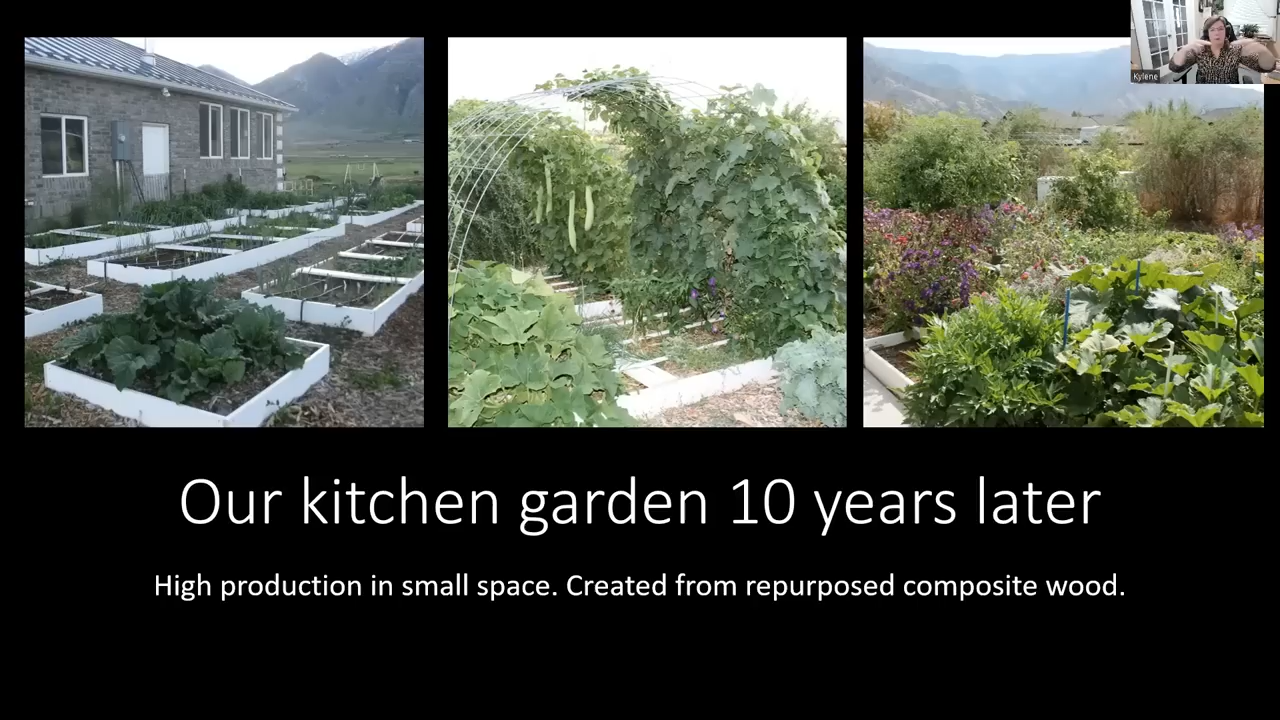 Kylene
Our kitchen garden 10 years later
High production in small space. Created from repurposed composite wood.